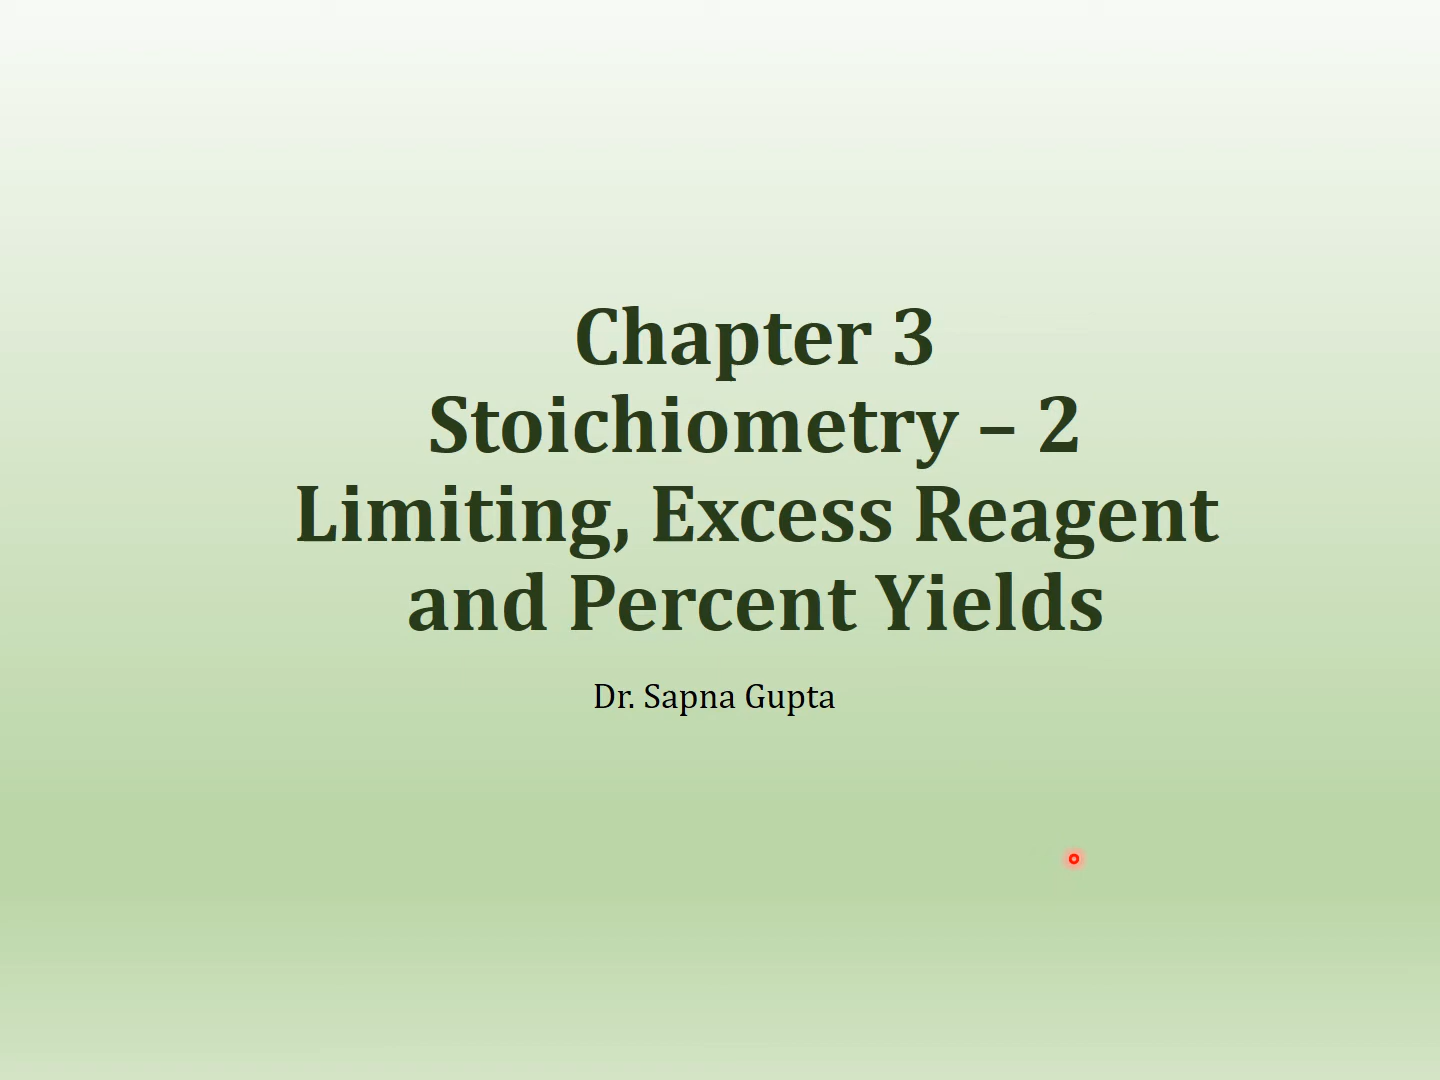 Chapter 3
Stoichiometry – 2
Limiting, Excess Reagent
and Percent Yields
Dr. Sapna Gupta